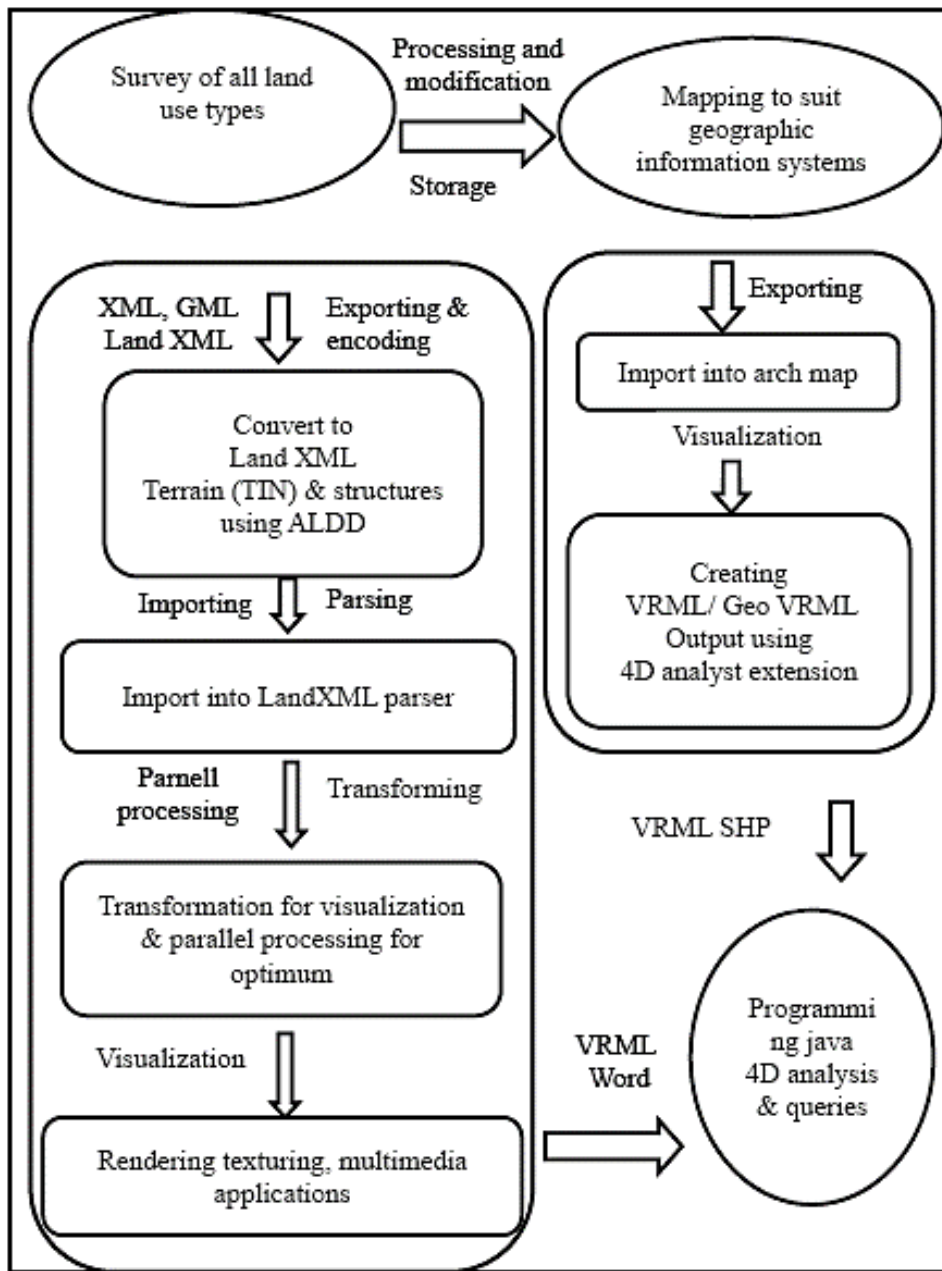 Survey of all land
use types
Processing and
modification
Storage
Mapping to suit
geographic
information systems
XML, GML
Land XML
Exporting &
encoding
Convert to
Land XML
Terrain (TIN) & structures
using ALDD
Importing
Parsing
Import into LandXML parser
Parnell
processing
Transforming
Transformation for visualization
& parallel processing for
optimum
Visualization
Rendering texturing, multimedia
applications
Exporting
Import into arch map
Visualization
Creating
VRML/ Geo VRML
Output using
4D analyst extension
VRML SHP
VRML
Word
Programmi
ng java
4D analysis
& queries